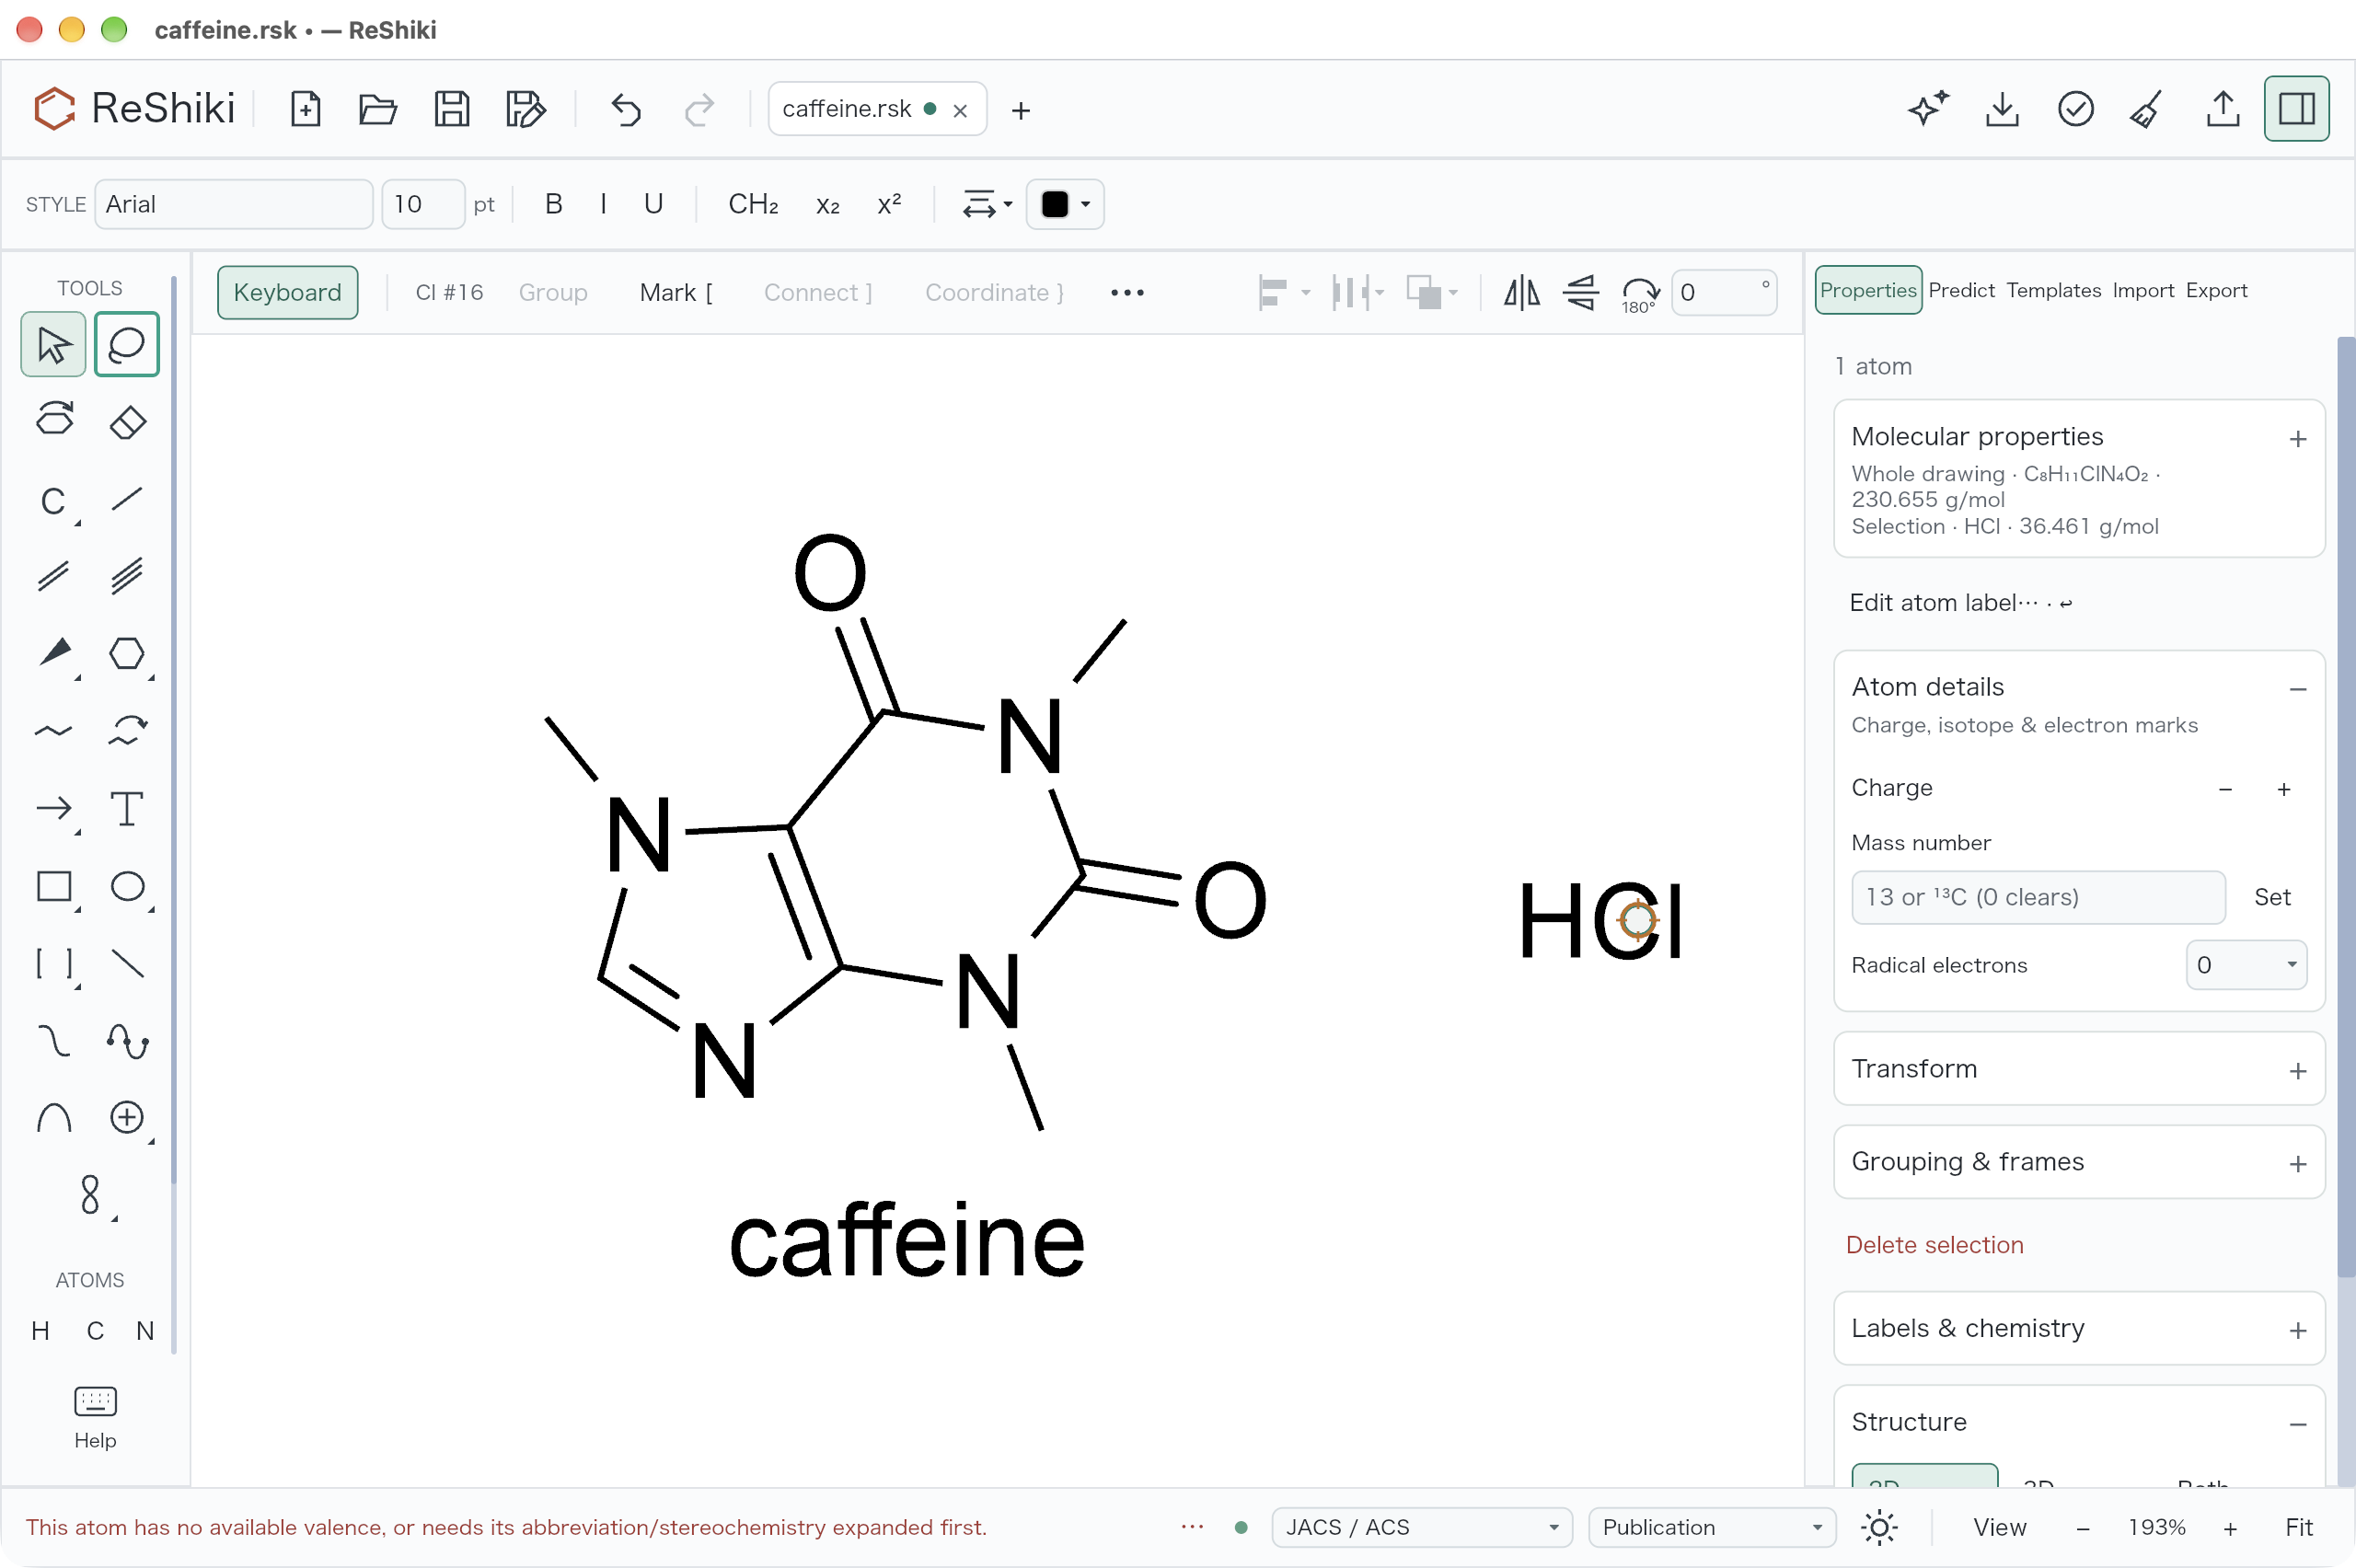 caffeine.rsk • — ReShiki
ReShiki
caffeine.rsk ● × +
STYLE Arial 10 pt B I U CH₂ x₂ x²
TOOLS
Keyboard Cl #16 Group Mark [ Connect ] Coordinate } ••• 180° 0 °
Properties Predict Templates Import Export
1 atom
Molecular properties +
Whole drawing · C₈H₁₁ClN₄O₂ ·
230.655 g/mol
Selection · HCl · 36.461 g/mol
Edit atom label… · ↩
Atom details −
Charge, isotope & electron marks
Charge − +
Mass number
13 or ¹³C (0 clears) Set
Radical electrons 0
Transform +
Grouping & frames +
Delete selection
Labels & chemistry +
Structure −
2D 3D Both
C
T
[ ]
ATOMS
H C N
Help
O
N
N
O
HCl
N
N
caffeine
This atom has no available valence, or needs its abbreviation/stereochemistry expanded first.
… ● JACS / ACS Publication View − 193% + Fit